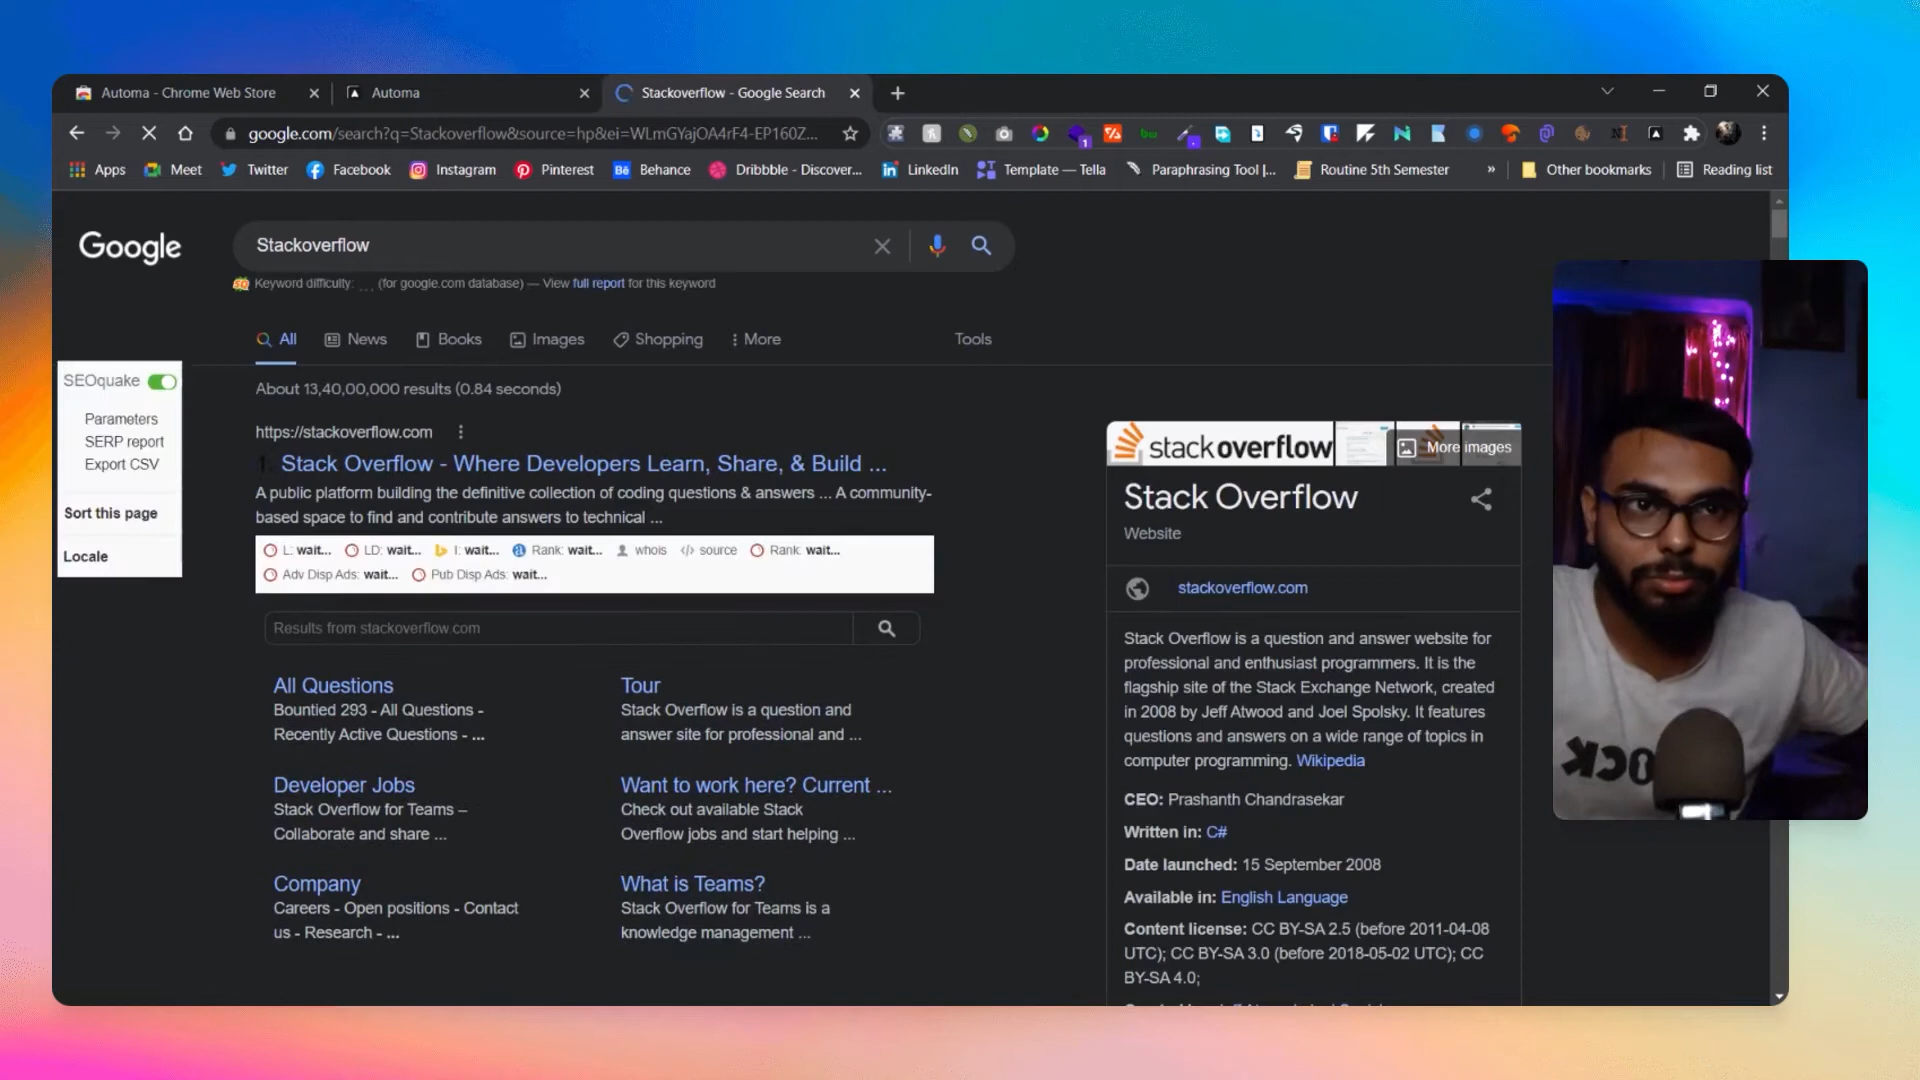 Automa - Chrome Web Store
Automa
Stackoverflow - Google Search
google.com/search?q=Stackoverflow&source=hp&ei=WLmGYajOA4rF4-EP160Z...
1
Apps
Meet
Twitter
Facebook
Instagram
Pinterest
Bē Behance
Dribbble - Discover...
in LinkedIn
Template — Tella
Paraphrasing Tool |...
Routine 5th Semester
»
Other bookmarks
Reading list
Google
Stackoverflow
Keyword difficulty: ... (for google.com database) — View full report for this keyword
All
News
Books
Images
Shopping
More
Tools
SEOquake
Parameters
SERP report
Export CSV
Sort this page
Locale
About 13,40,00,000 results (0.84 seconds)
https://stackoverflow.com
1. Stack Overflow - Where Developers Learn, Share, & Build ...
A public platform building the definitive collection of coding questions & answers ... A community-
based space to find and contribute answers to technical ...
L: wait... LD: wait... I: wait... Rank: wait... whois </> source Rank: wait...
Adv Disp Ads: wait... Pub Disp Ads: wait...
Results from stackoverflow.com
All Questions
Bountied 293 - All Questions -
Recently Active Questions - ...
Tour
Stack Overflow is a question and
answer site for professional and ...
Developer Jobs
Stack Overflow for Teams –
Collaborate and share ...
Want to work here? Current ...
Check out available Stack
Overflow jobs and start helping ...
Company
Careers - Open positions - Contact
us - Research - ...
What is Teams?
Stack Overflow for Teams is a
knowledge management ...
stackoverflow
More images
Stack Overflow
Website
stackoverflow.com
Stack Overflow is a question and answer website for
professional and enthusiast programmers. It is the
flagship site of the Stack Exchange Network, created
in 2008 by Jeff Atwood and Joel Spolsky. It features
questions and answers on a wide range of topics in
computer programming. Wikipedia
CEO: Prashanth Chandrasekar
Written in: C#
Date launched: 15 September 2008
Available in: English Language
Content license: CC BY-SA 2.5 (before 2011-04-08
UTC); CC BY-SA 3.0 (before 2018-05-02 UTC); CC
BY-SA 4.0;